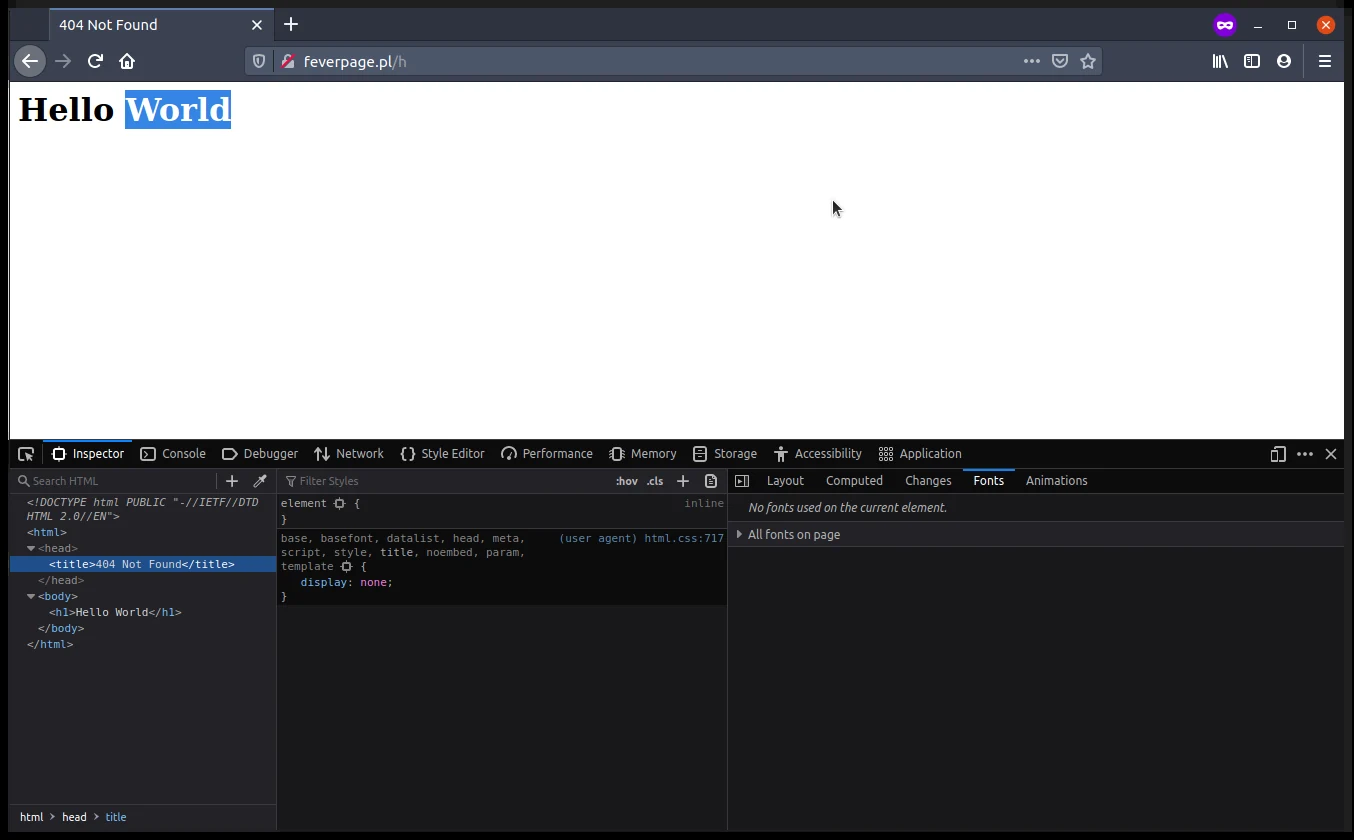 404 Not Found
feverpage.pl/h
Hello World
Inspector Console Debugger Network Style Editor Performance Memory Storage Accessibility Application
Search HTML
<!DOCTYPE html PUBLIC "-//IETF//DTD
HTML 2.0//EN">
<html>
<head>
<title>404 Not Found</title>
</head>
<body>
<h1>Hello World</h1>
</body>
</html>
html > head > title
Filter Styles :hov .cls
element { inline
}
base, basefont, datalist, head, meta, (user agent) html.css:717
script, style, title, noembed, param,
template {
display: none;
}
Layout Computed Changes Fonts Animations
No fonts used on the current element.
All fonts on page